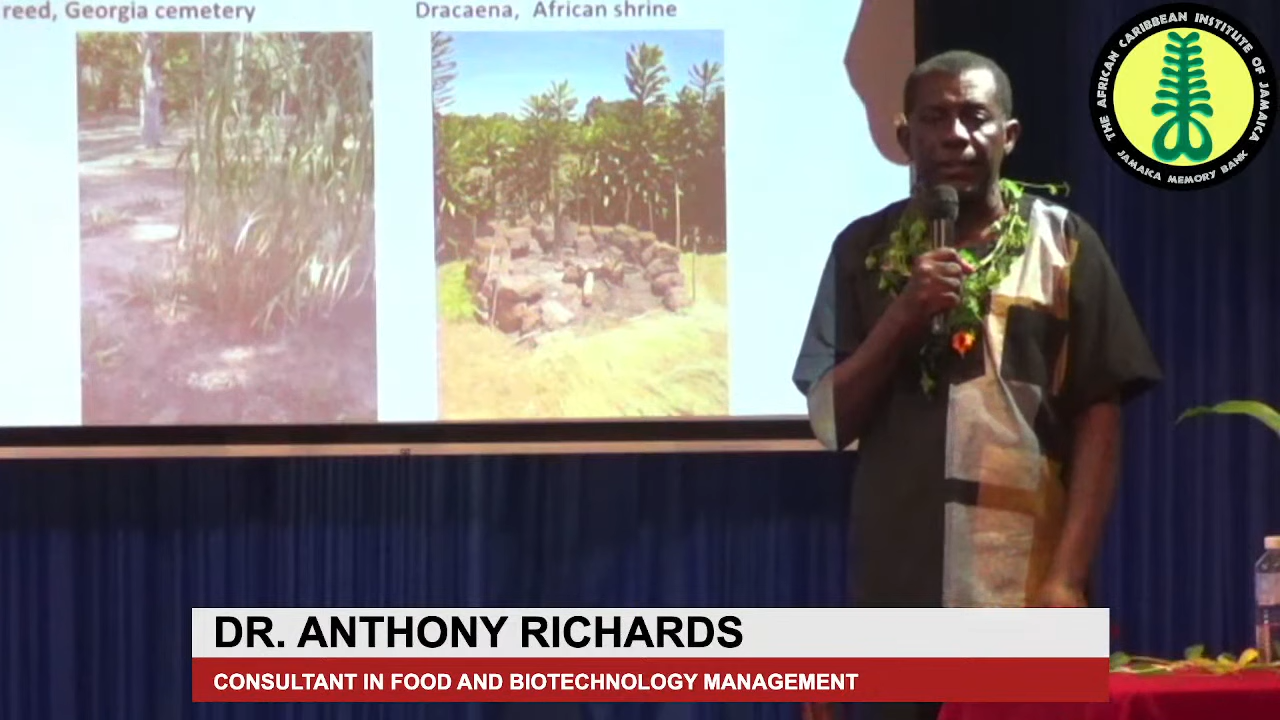 reed, Georgia cemetery
Dracaena, African shrine
THE AFRICAN CARIBBEAN INSTITUTE OF JAMAICA
JAMAICA MEMORY BANK
DR. ANTHONY RICHARDS
CONSULTANT IN FOOD AND BIOTECHNOLOGY MANAGEMENT